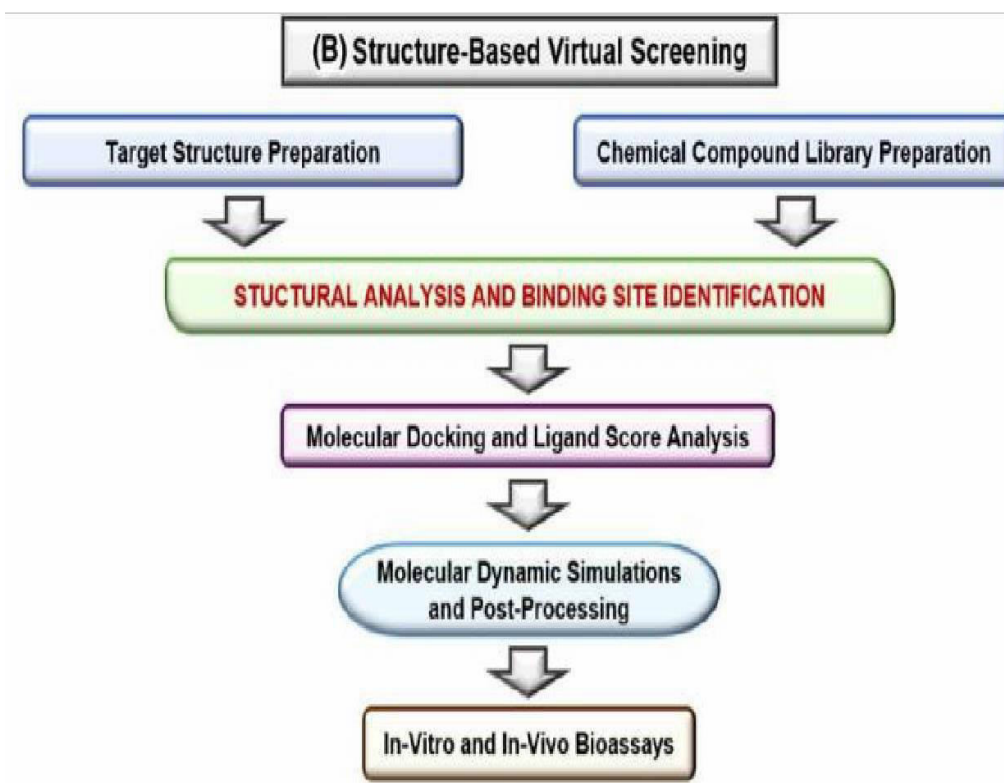 (B) Structure-Based Virtual Screening
Target Structure Preparation
Chemical Compound Library Preparation
STUCTURAL ANALYSIS AND BINDING SITE IDENTIFICATION
Molecular Docking and Ligand Score Analysis
Molecular Dynamic Simulations
and Post-Processing
In-Vitro and In-Vivo Bioassays